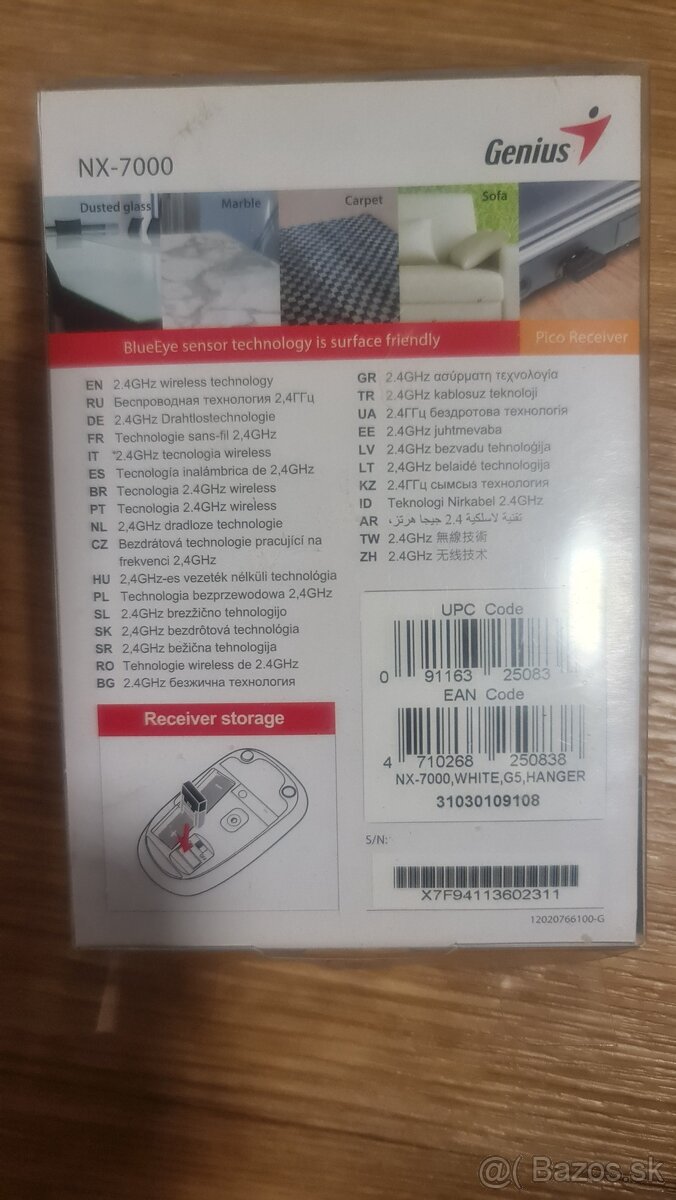 NX-7000
Genius
Dusted glass
Marble
Carpet
Sofa
BlueEye sensor technology is surface friendly
Pico Receiver
EN 2.4GHz wireless technology
RU Беспроводная технология 2,4ГГц
DE 2.4GHz Drahtlostechnologie
FR Technologie sans-fil 2,4GHz
IT "2.4GHz tecnologia wireless
ES Tecnología inalámbrica de 2,4GHz
BR Tecnologia 2.4GHz wireless
PT Tecnologia 2.4GHz wireless
NL 2,4GHz dradloze technologie
CZ Bezdrátová technologie pracující na
frekvenci 2,4GHz
HU 2,4GHz-es vezeték nélküli technológia
PL Technologia bezprzewodowa 2,4GHz
SL 2.4GHz brezžično tehnologijo
SK 2,4GHz bezdrôtová technológia
SR 2,4GHz bežična tehnologija
RO Tehnologie wireless de 2.4GHz
BG 2.4GHz безжична технология
GR 2.4GHz ασύρματη τεχνολογία
TR 2.4GHz kablosuz teknoloji
UA 2.4ГГц бездротова технологія
EE 2.4GHz juhtmevaba
LV 2.4GHz bezvadu tehnoloģija
LT 2,4GHz belaidė technologija
KZ 2.4ГГц сымсыз технология
ID Teknologi Nirkabel 2.4GHz
AR تقنية لاسلكية 2.4 جيجا هرتز،
TW 2.4GHz 無線技術
ZH 2.4GHz 无线技术
Receiver storage
UPC Code
0 91163 25083
EAN Code
4 710268 250838
NX-7000,WHITE,G5,HANGER
31030109108
S/N:
X7F94113602311
12020766100-G
@( Bazos.sk